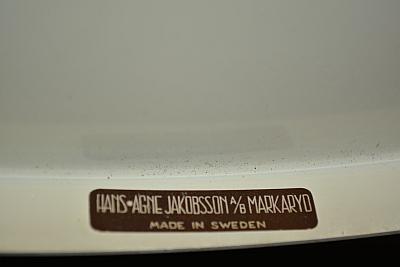 HANS-AGNE JAKOBSSON A/B MARKARYD
MADE IN SWEDEN